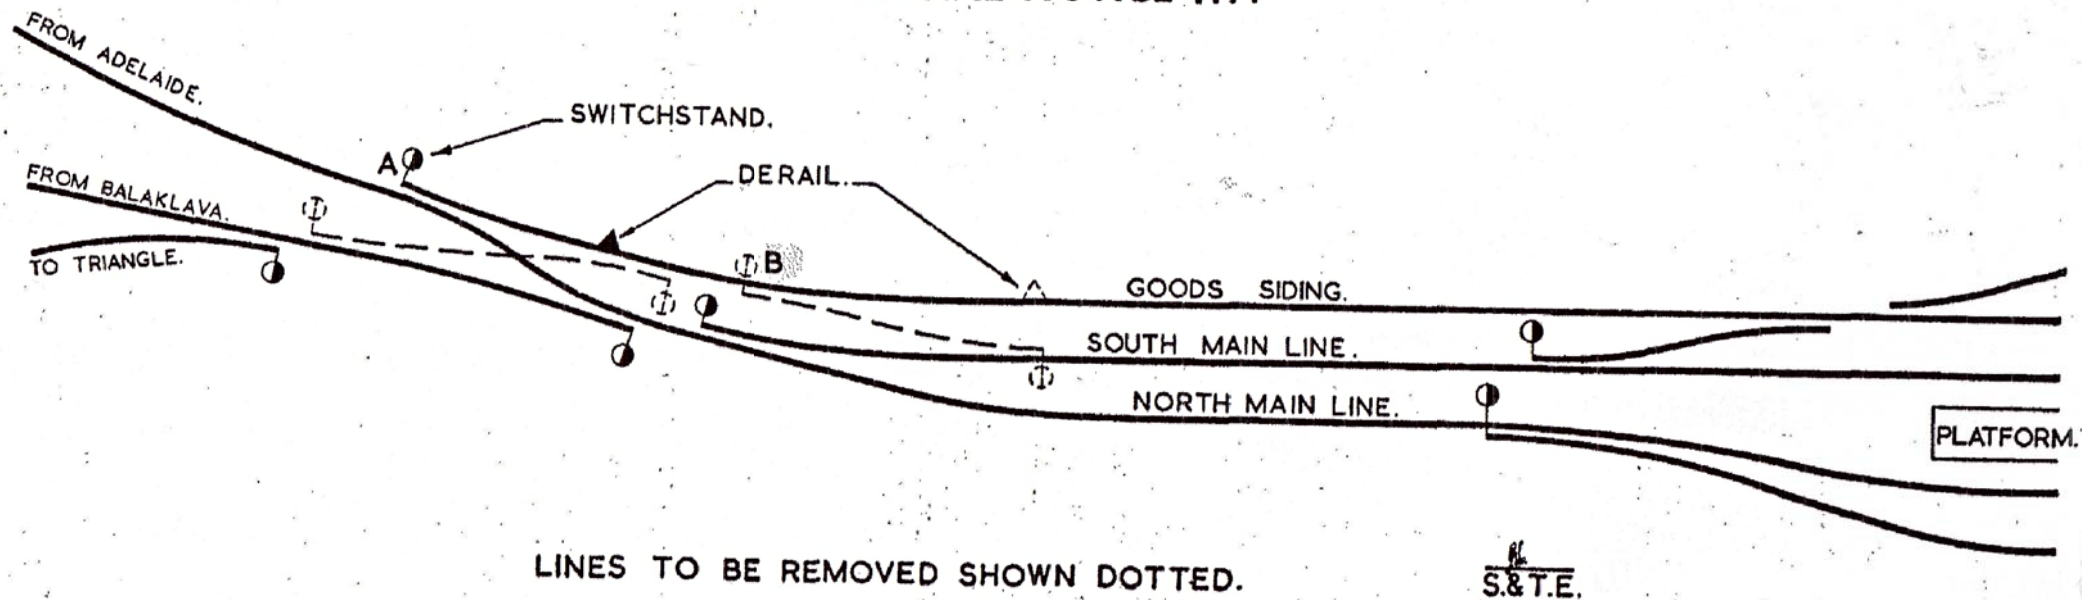 FROM ADELAIDE.
SWITCHSTAND.
A
DERAIL.
FROM BALAKLAVA.
B
TO TRIANGLE.
GOODS SIDING.
SOUTH MAIN LINE.
NORTH MAIN LINE.
PLATFORM.
LINES TO BE REMOVED SHOWN DOTTED.
S.&T.E.